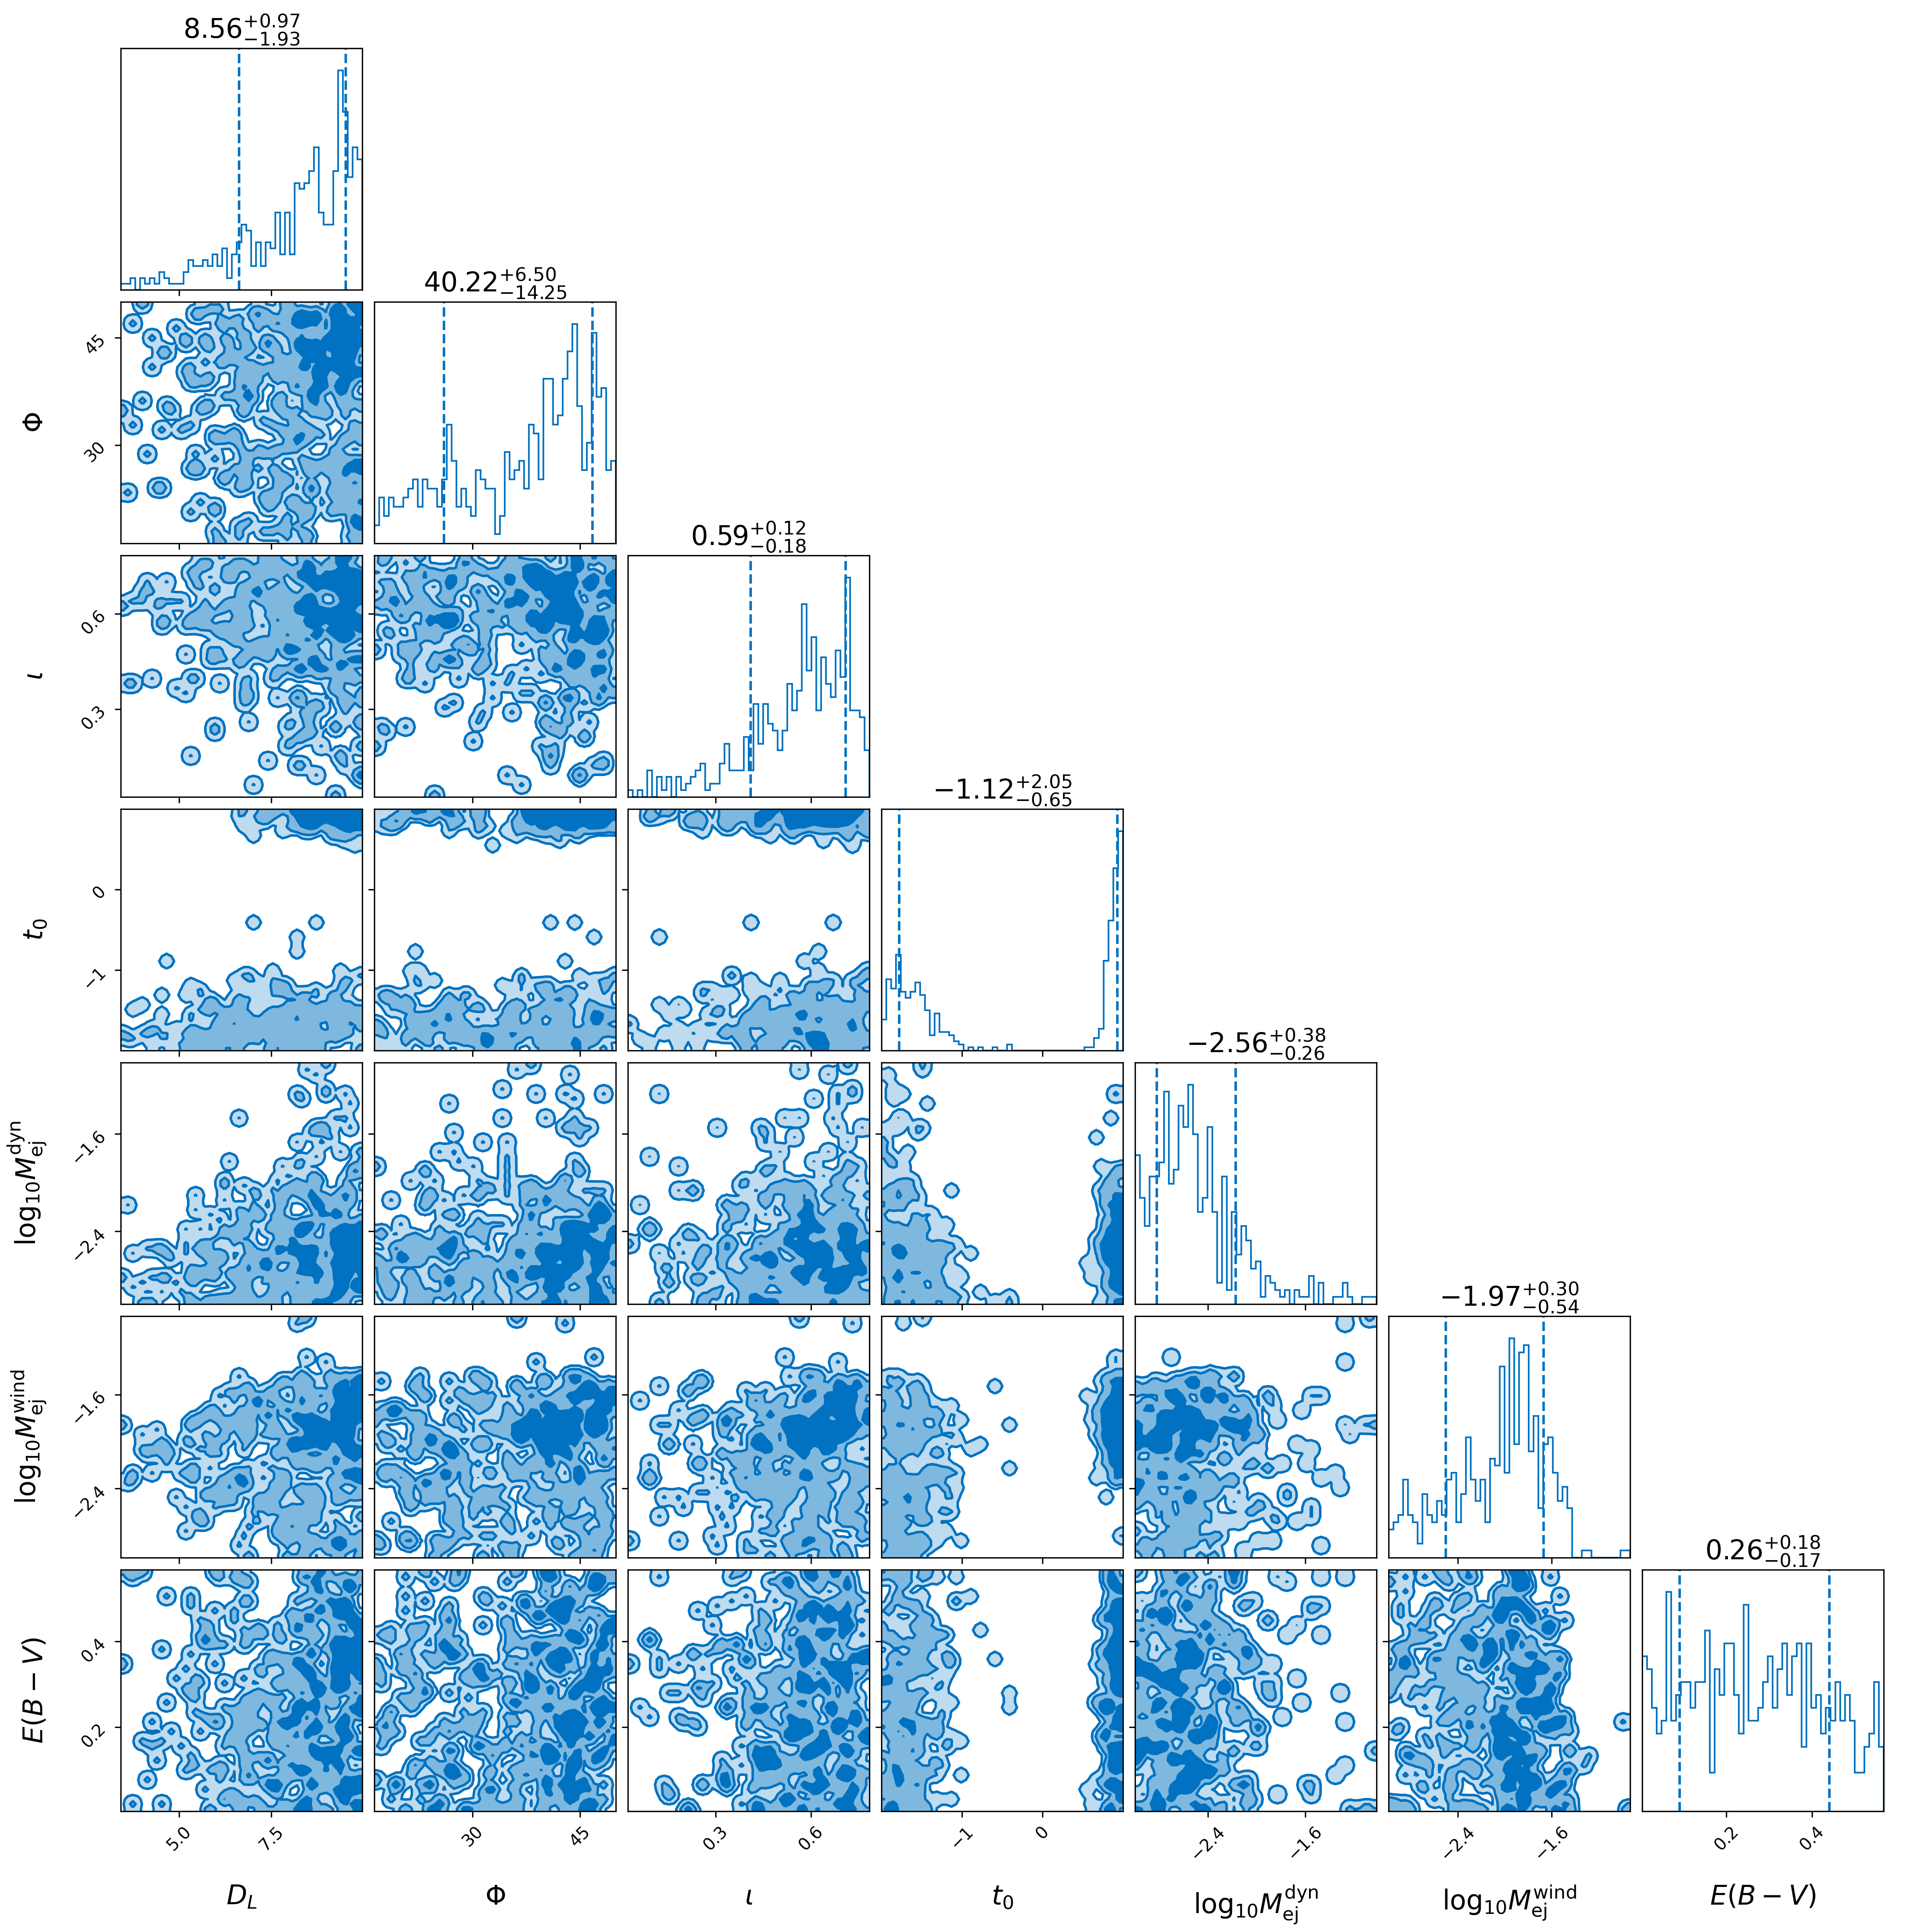 8.56+0.97−1.93
40.22+6.50−14.25
45
30
Φ
0.59+0.12−0.18
0.6
0.3
ι
−1.12+2.05−0.65
0
−1
t0
−2.56+0.38−0.26
−1.6
−2.4
log10Mejdyn
−1.97+0.30−0.54
−1.6
−2.4
log10Mejwind
0.26+0.18−0.17
0.4
0.2
E(B − V)
5.0 7.5 30 45 0.3 0.6 −1 0 −2.4 −1.6 −2.4 −1.6 0.2 0.4
DL Φ ι t0 log10Mejdyn log10Mejwind E(B − V)